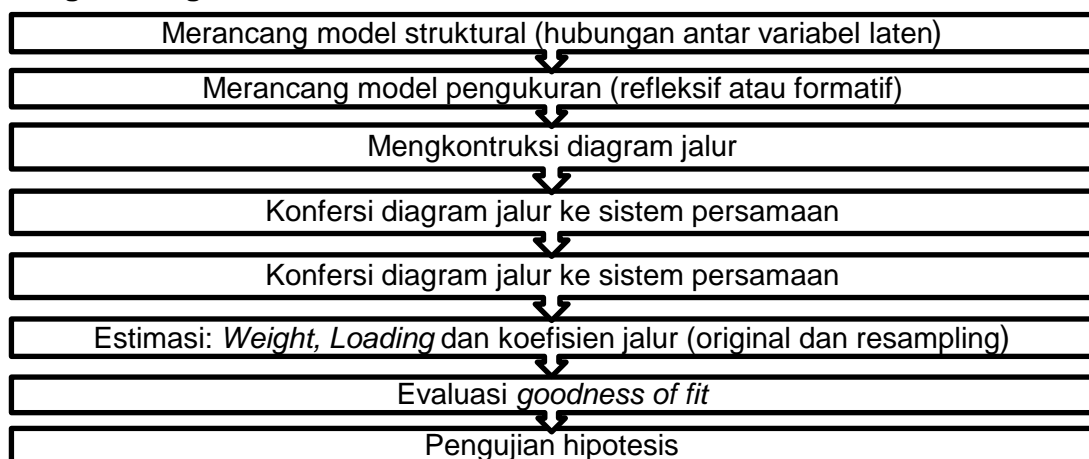 Merancang model struktural (hubungan antar variabel laten)
Merancang model pengukuran (refleksif atau formatif)
Mengkontruksi diagram jalur
Konfersi diagram jalur ke sistem persamaan
Konfersi diagram jalur ke sistem persamaan
Estimasi: Weight, Loading dan koefisien jalur (original dan resampling)
Evaluasi goodness of fit
Pengujian hipotesis